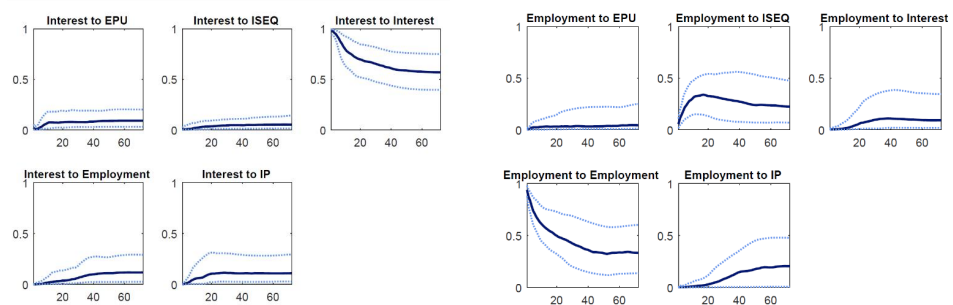 Interest to EPU
1
0.5
0
20 40 60
Interest to ISEQ
1
0.5
0
20 40 60
Interest to Interest
1
0.5
0
20 40 60
Employment to EPU
1
0.5
0
20 40 60
Employment to ISEQ
1
0.5
0
20 40 60
Employment to Interest
1
0.5
0
20 40 60
Interest to Employment
1
0.5
0
20 40 60
Interest to IP
1
0.5
0
20 40 60
Employment to Employment
1
0.5
0
20 40 60
Employment to IP
1
0.5
0
20 40 60